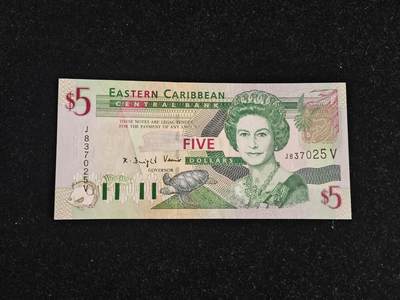 EASTERN CARIBBEAN
CENTRAL BANK
$5
THESE NOTES ARE LEGAL TENDER
FOR THE PAYMENT OF ANY AMOUNT
FIVE
DOLLARS
J837025V
J837025V
GOVERNOR
$5